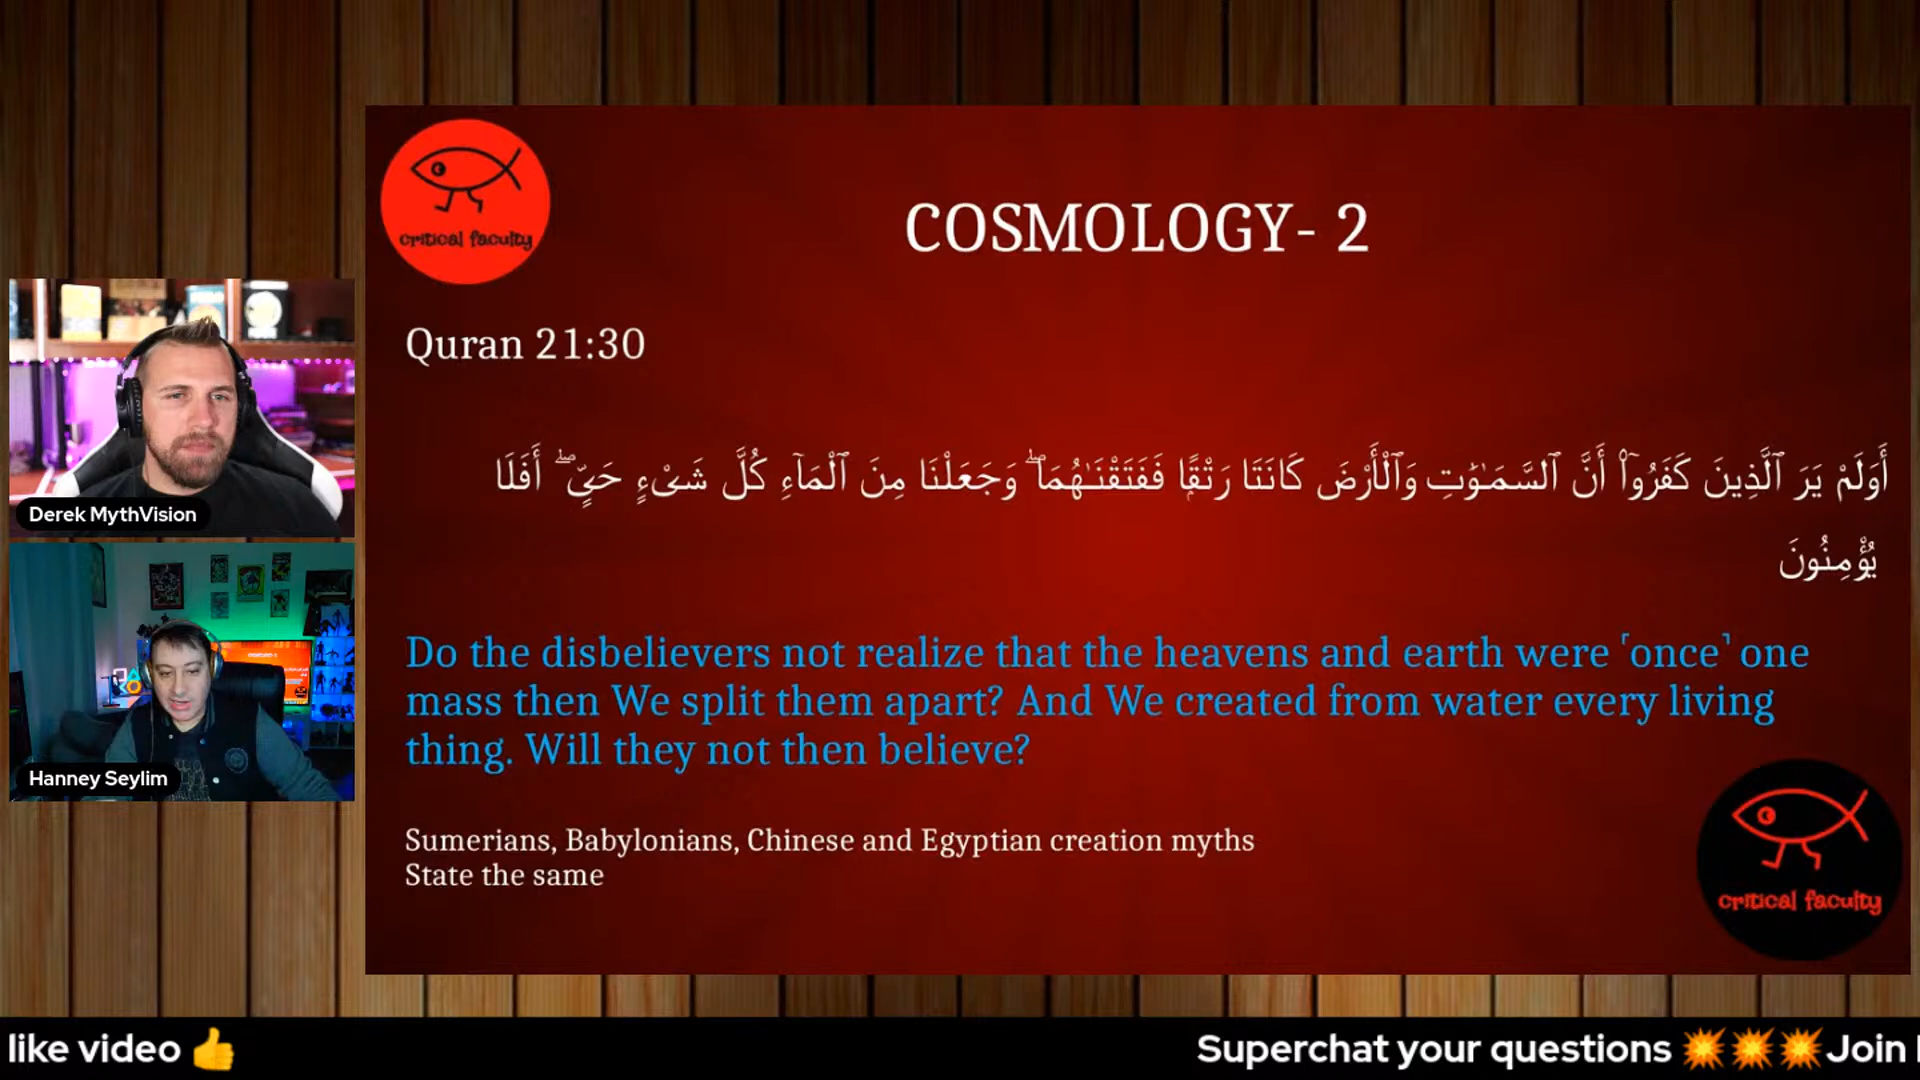 critical faculty
COSMOLOGY- 2
Quran 21:30
أَوَلَمْ يَرَ ٱلَّذِينَ كَفَرُوٓا۟ أَنَّ ٱلسَّمَـٰوَٰتِ وَٱلْأَرْضَ كَانَتَا رَتْقًۭا فَفَتَقْنَـٰهُمَا ۖ وَجَعَلْنَا مِنَ ٱلْمَآءِ كُلَّ شَىْءٍ حَىٍّ ۖ أَفَلَا
يُؤْمِنُونَ
Do the disbelievers not realize that the heavens and earth were ˹once˺ one
mass then We split them apart? And We created from water every living
thing. Will they not then believe?
Sumerians, Babylonians, Chinese and Egyptian creation myths
State the same
critical faculty
Derek MythVision
Hanney Seylim
like video 👍
Superchat your questions 💥💥💥Join